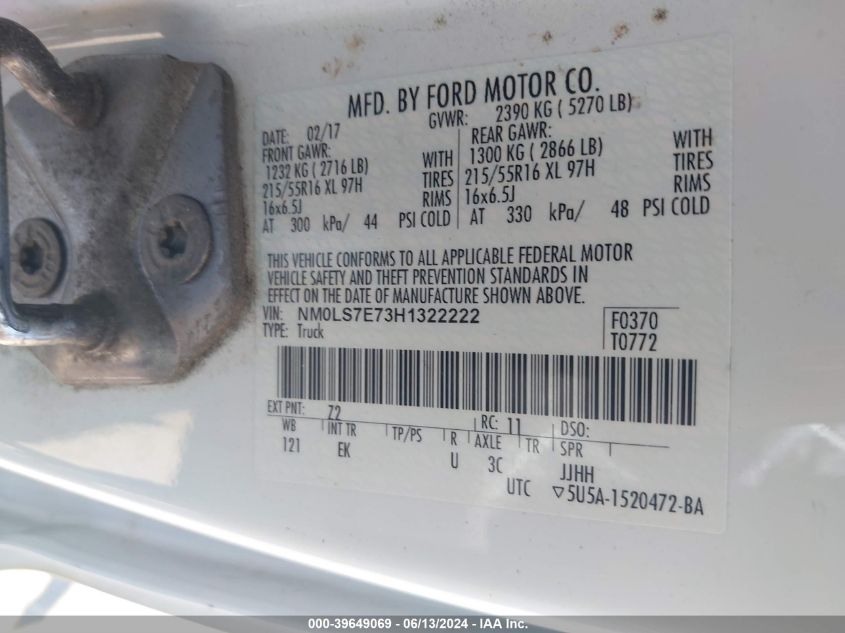 MFD. BY FORD MOTOR CO.
DATE: 02/17 GVWR: 2390 KG ( 5270 LB)
FRONT GAWR: REAR GAWR:
1232 KG ( 2716 LB) WITH 1300 KG ( 2866 LB) WITH
215/55R16 XL 97H TIRES 215/55R16 XL 97H TIRES
16x6.5J RIMS 16x6.5J RIMS
AT 300 kPa/ 44 PSI COLD AT 330 kPa/ 48 PSI COLD
THIS VEHICLE CONFORMS TO ALL APPLICABLE FEDERAL MOTOR
VEHICLE SAFETY AND THEFT PREVENTION STANDARDS IN
EFFECT ON THE DATE OF MANUFACTURE SHOWN ABOVE.
VIN: NM0LS7E73H1322222 F0370
TYPE: Truck T0772
EXT PNT: Z2 RC: 11 DSO:
WB INT TR TP/PS R AXLE TR SPR
121 EK U 3C JJHH
UTC ▽5U5A-1520472-BA
000-39649069 - 06/13/2024 - IAAI Inc.